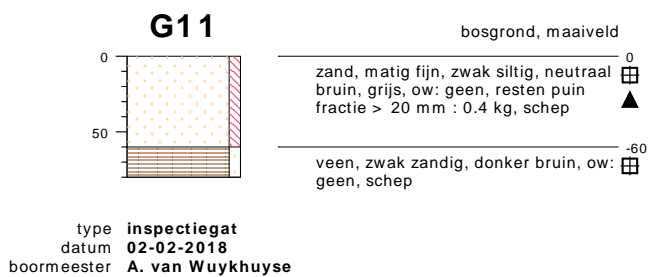 G11
bosgrond, maaiveld
0
0
zand, matig fijn, zwak siltig, neutraal
bruin, grijs, ow: geen, resten puin
fractie > 20 mm : 0.4 kg, schep
50
-60
veen, zwak zandig, donker bruin, ow:
geen, schep
type inspectiegat
datum 02-02-2018
boormeester A. van Wuykhuyse